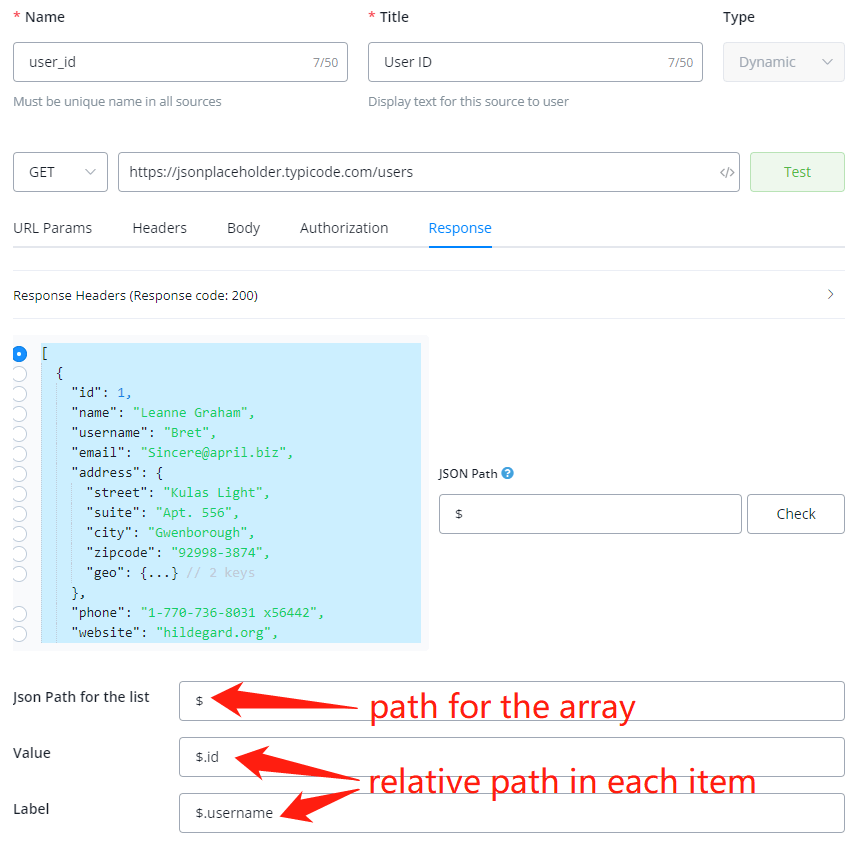 * Name
* Title
Type
user_id 7/50
User ID 7/50
Dynamic
Must be unique name in all sources
Display text for this source to user
GET
https://jsonplaceholder.typicode.com/users </>
Test
URL Params Headers Body Authorization Response
Response Headers (Response code: 200)
[
{
"id": 1,
"name": "Leanne Graham",
"username": "Bret",
"email": "Sincere@april.biz",
"address": {
"street": "Kulas Light",
"suite": "Apt. 556",
"city": "Gwenborough",
"zipcode": "92998-3874",
"geo": {...} // 2 keys
},
"phone": "1-770-736-8031 x56442",
"website": "hildegard.org",
JSON Path ?
$
Check
Json Path for the list
$
path for the array
Value
$.id
relative path in each item
Label
$.username